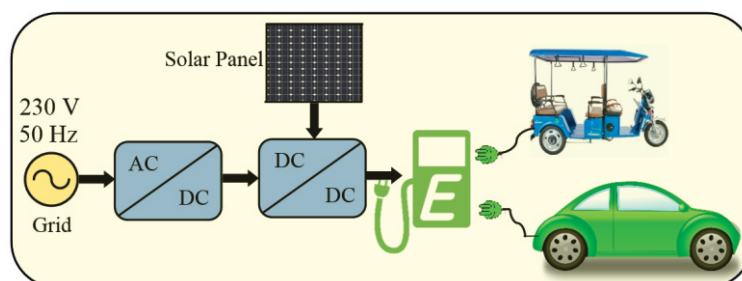 Solar Panel
230 V
50 Hz
Grid
AC
DC
DC
DC
E